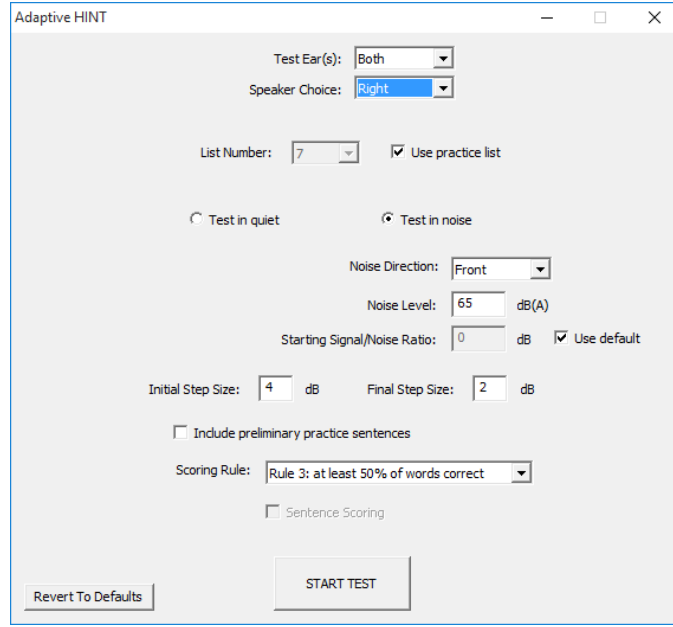 Adaptive HINT
Test Ear(s): Both
Speaker Choice: Right
List Number: 7 Use practice list
Test in quiet Test in noise
Noise Direction: Front
Noise Level: 65 dB(A)
Starting Signal/Noise Ratio: 0 dB Use default
Initial Step Size: 4 dB Final Step Size: 2 dB
Include preliminary practice sentences
Scoring Rule: Rule 3: at least 50% of words correct
Sentence Scoring
START TEST
Revert To Defaults